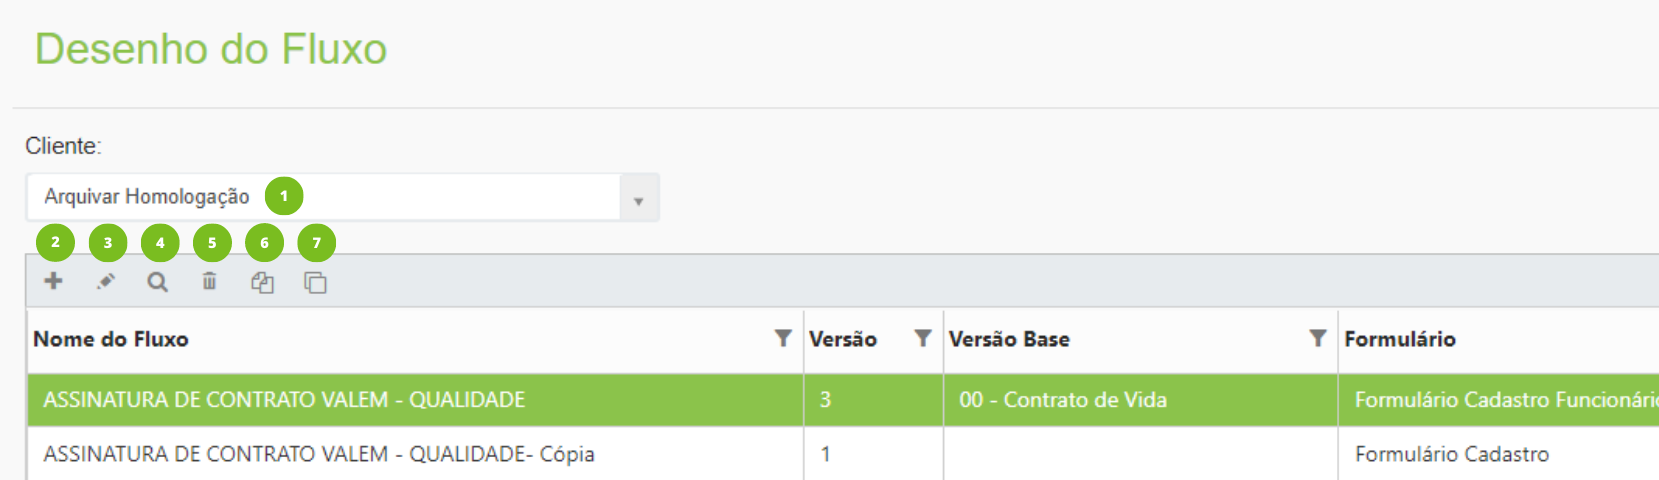 Desenho do Fluxo
Cliente:
Arquivar Homologação 1
2 3 4 5 6 7
Nome do Fluxo Versão Versão Base Formulário
ASSINATURA DE CONTRATO VALEM - QUALIDADE 3 00 - Contrato de Vida Formulário Cadastro Funcionári
ASSINATURA DE CONTRATO VALEM - QUALIDADE- Cópia 1 Formulário Cadastro